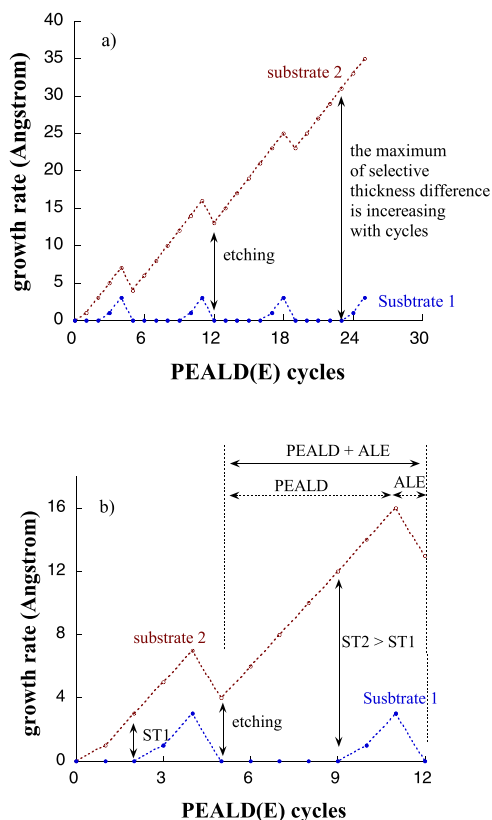 a)
growth rate (Angstrom)
40
35
30
25
20
15
10
5
0
substrate 2
the maximum
of selective
thickness difference
is incereasing
with cycles
etching
Susbtrate 1
0 6 12 18 24 30
PEALD(E) cycles
PEALD + ALE
PEALD ALE
b)
growth rate (Angstrom)
16
12
8
4
0
substrate 2
ST2 > ST1
Susbtrate 1
ST1
etching
0 3 6 9 12
PEALD(E) cycles